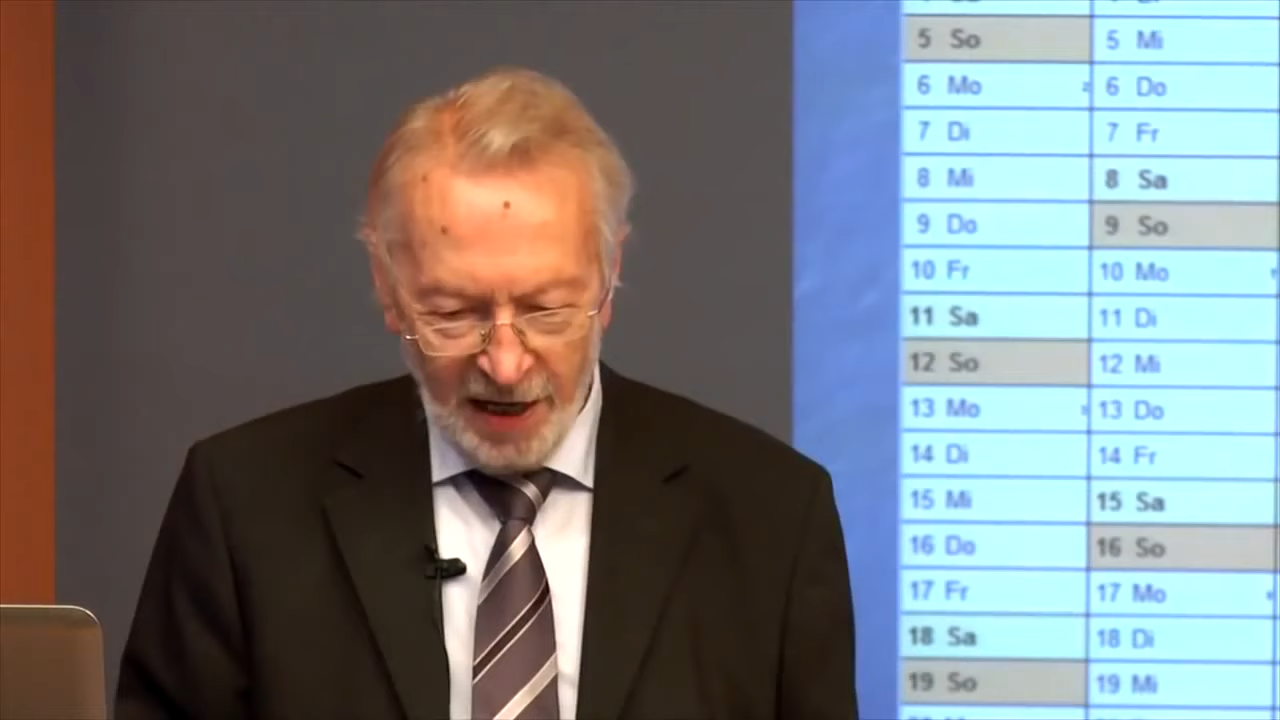 5 So
6 Mo
7 Di
8 Mi
9 Do
10 Fr
11 Sa
12 So
13 Mo
14 Di
15 Mi
16 Do
17 Fr
18 Sa
19 So
5 Mi
6 Do
7 Fr
8 Sa
9 So
10 Mo
11 Di
12 Mi
13 Do
14 Fr
15 Sa
16 So
17 Mo
18 Di
19 Mi